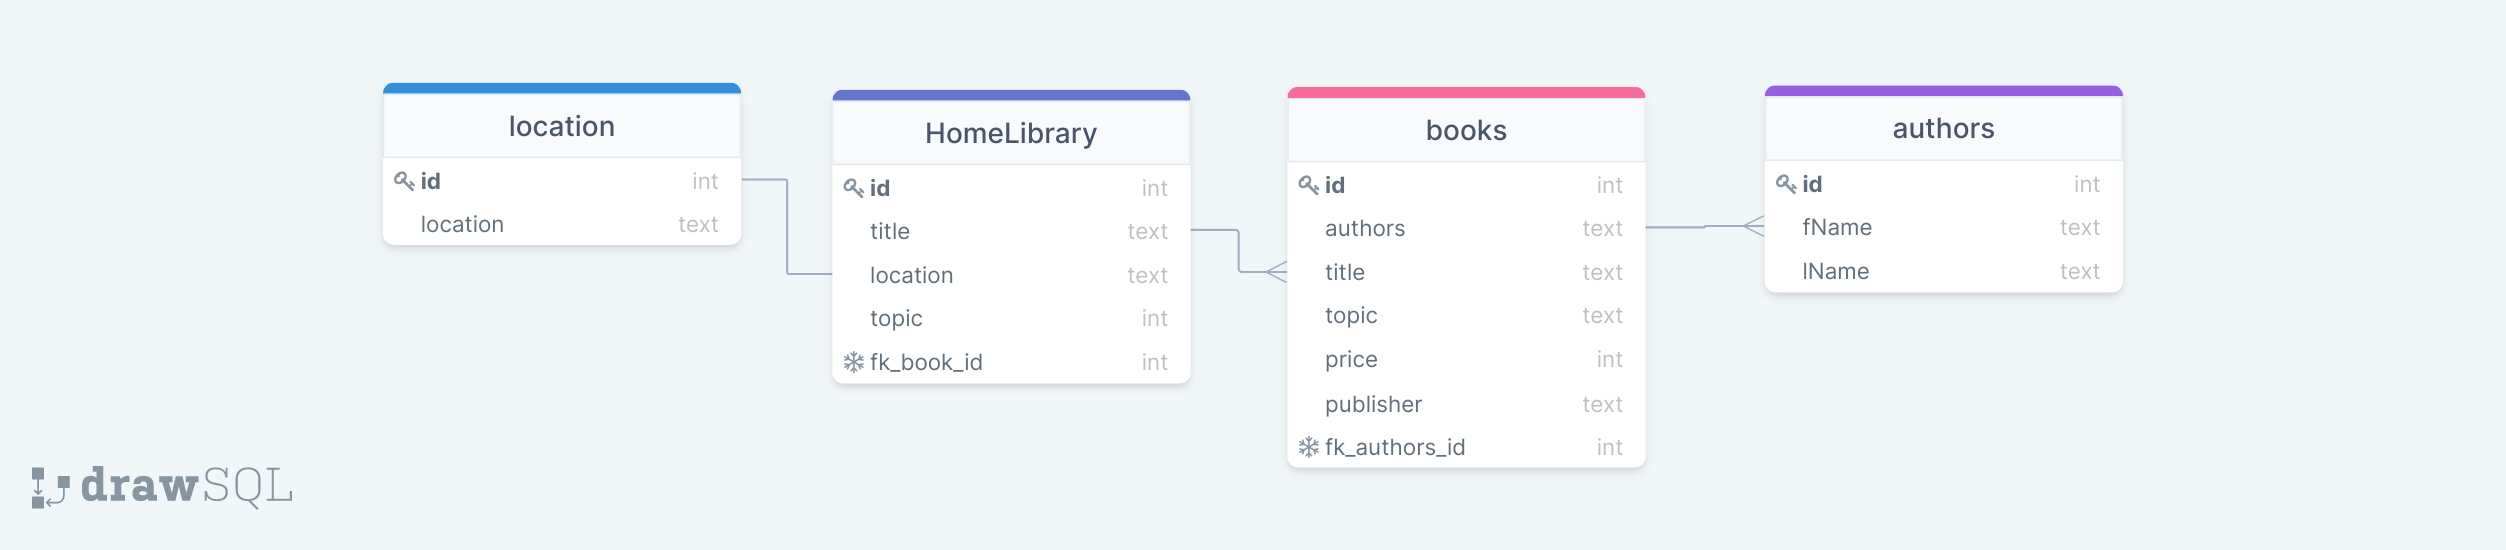 location
id int
location text
HomeLibrary
id int
title text
location text
topic int
fk_book_id int
books
id int
authors text
title text
topic text
price int
publisher text
fk_authors_id int
authors
id int
fName text
lName text
drawSQL